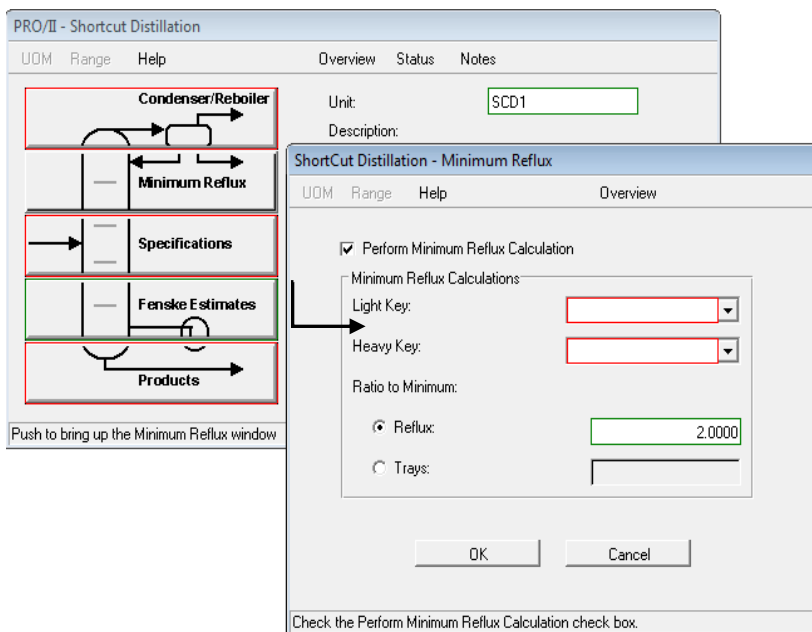 PRO/II - Shortcut Distillation
UOM Range Help Overview Status Notes
Condenser/Reboiler
Unit: SCD1
Description:
Minimum Reflux
Specifications
Fenske Estimates
Products
Push to bring up the Minimum Reflux window
ShortCut Distillation - Minimum Reflux
UOM Range Help Overview
Perform Minimum Reflux Calculation
Minimum Reflux Calculations
Light Key:
Heavy Key:
Ratio to Minimum:
Reflux: 2.0000
Trays:
OK Cancel
Check the Perform Minimum Reflux Calculation check box.